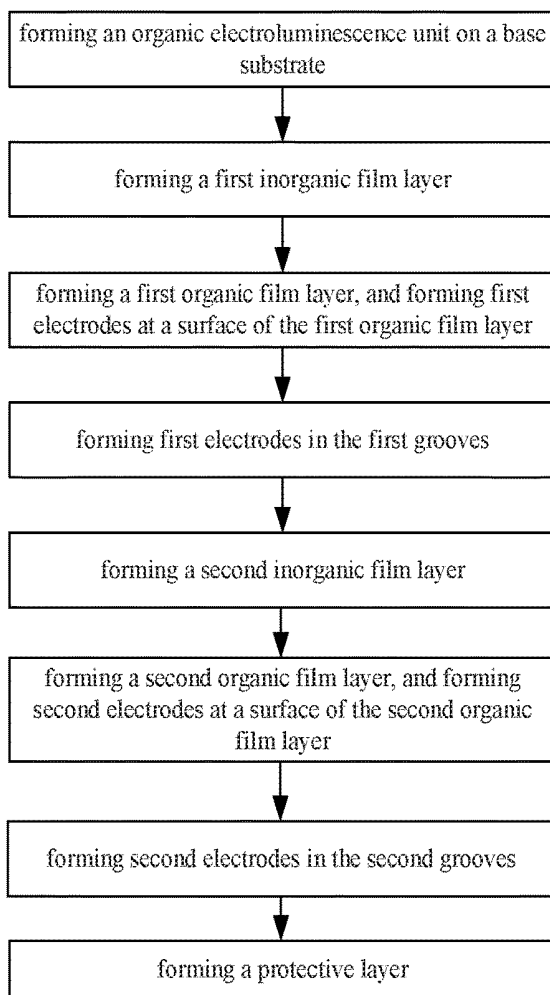 forming an organic electroluminescence unit on a base
substrate
forming a first inorganic film layer
forming a first organic film layer, and forming first
electrodes at a surface of the first organic film layer
forming first electrodes in the first grooves
forming a second inorganic film layer
forming a second organic film layer, and forming
second electrodes at a surface of the second organic
film layer
forming second electrodes in the second grooves
forming a protective layer